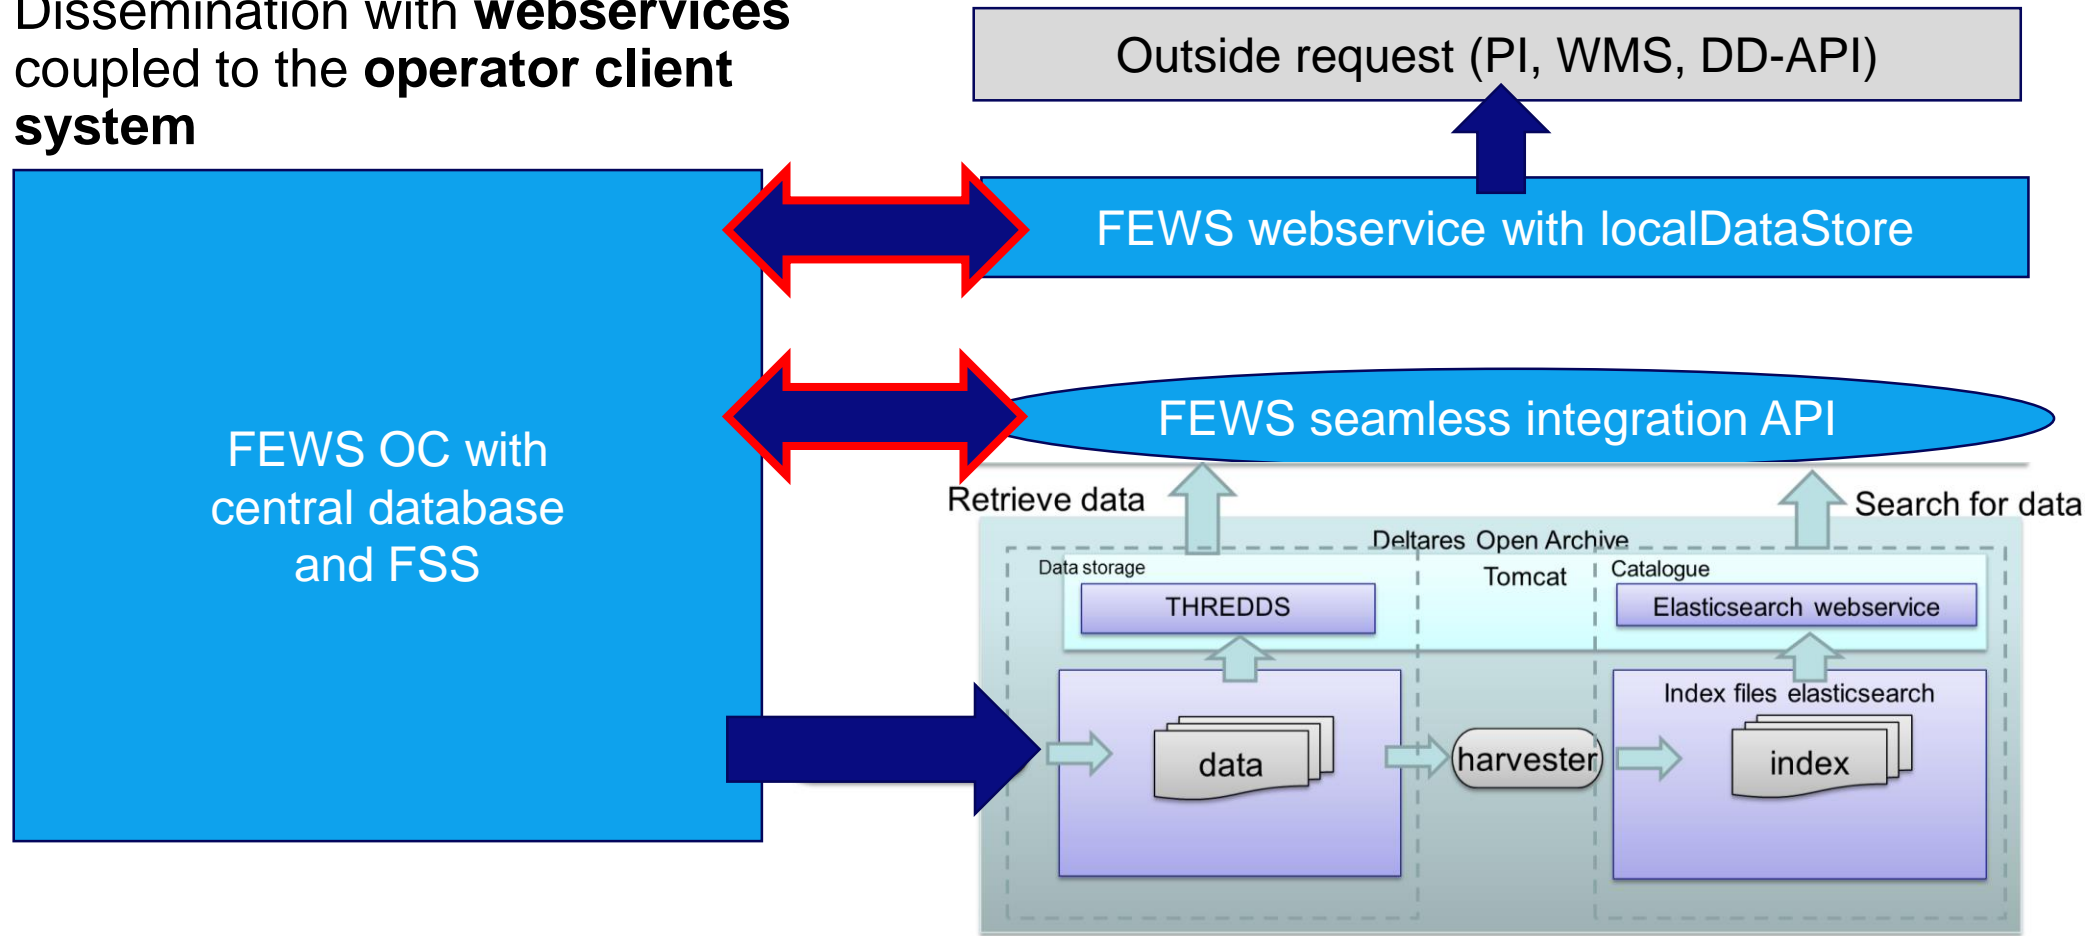 Dissemination with webservices
coupled to the operator client
system
Outside request (PI, WMS, DD-API)
FEWS webservice with localDataStore
FEWS seamless integration API
FEWS OC with
central database
and FSS
Retrieve data
Search for data
Deltares Open Archive
Data storage
Tomcat
Catalogue
THREDDS
Elasticsearch webservice
Index files elasticsearch
data
harvester
index